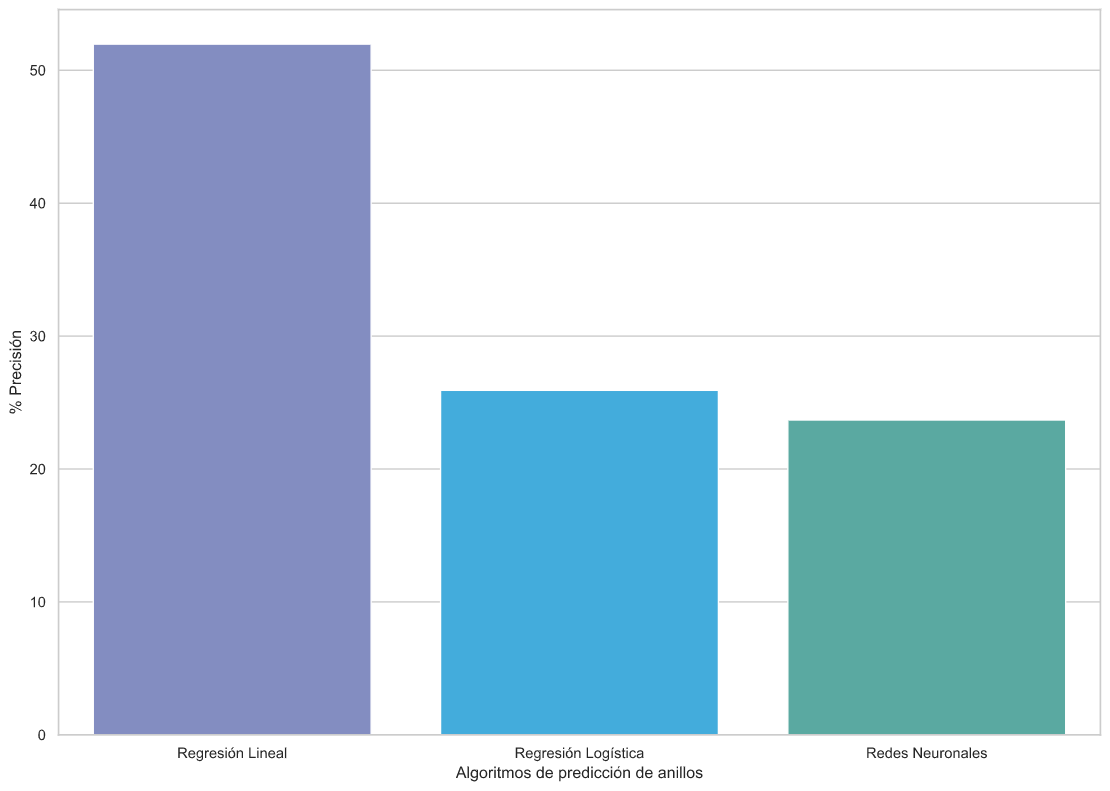 50
40
30
20
10
0
% Precisión
Regresión Lineal
Regresión Logística
Redes Neuronales
Algoritmos de predicción de anillos